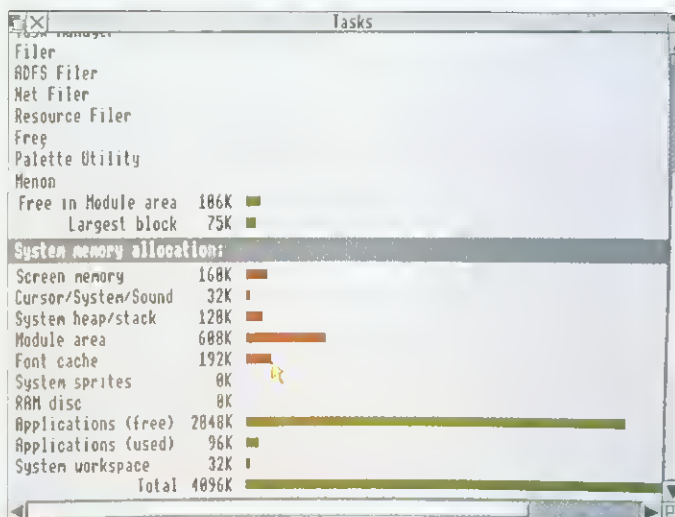 Tasks
Task Manager
Filer
ADFS Filer
Net Filer
Resource Filer
Free
Palette Utility
Menon
Free in Module area 106K
Largest block 75K
System memory allocation:
Screen memory 160K
Cursor/System/Sound 32K
System heap/stack 128K
Module area 608K
Font cache 192K
System sprites 0K
RAM disc 0K
Applications (free) 2848K
Applications (used) 96K
System workspace 32K
Total 4096K